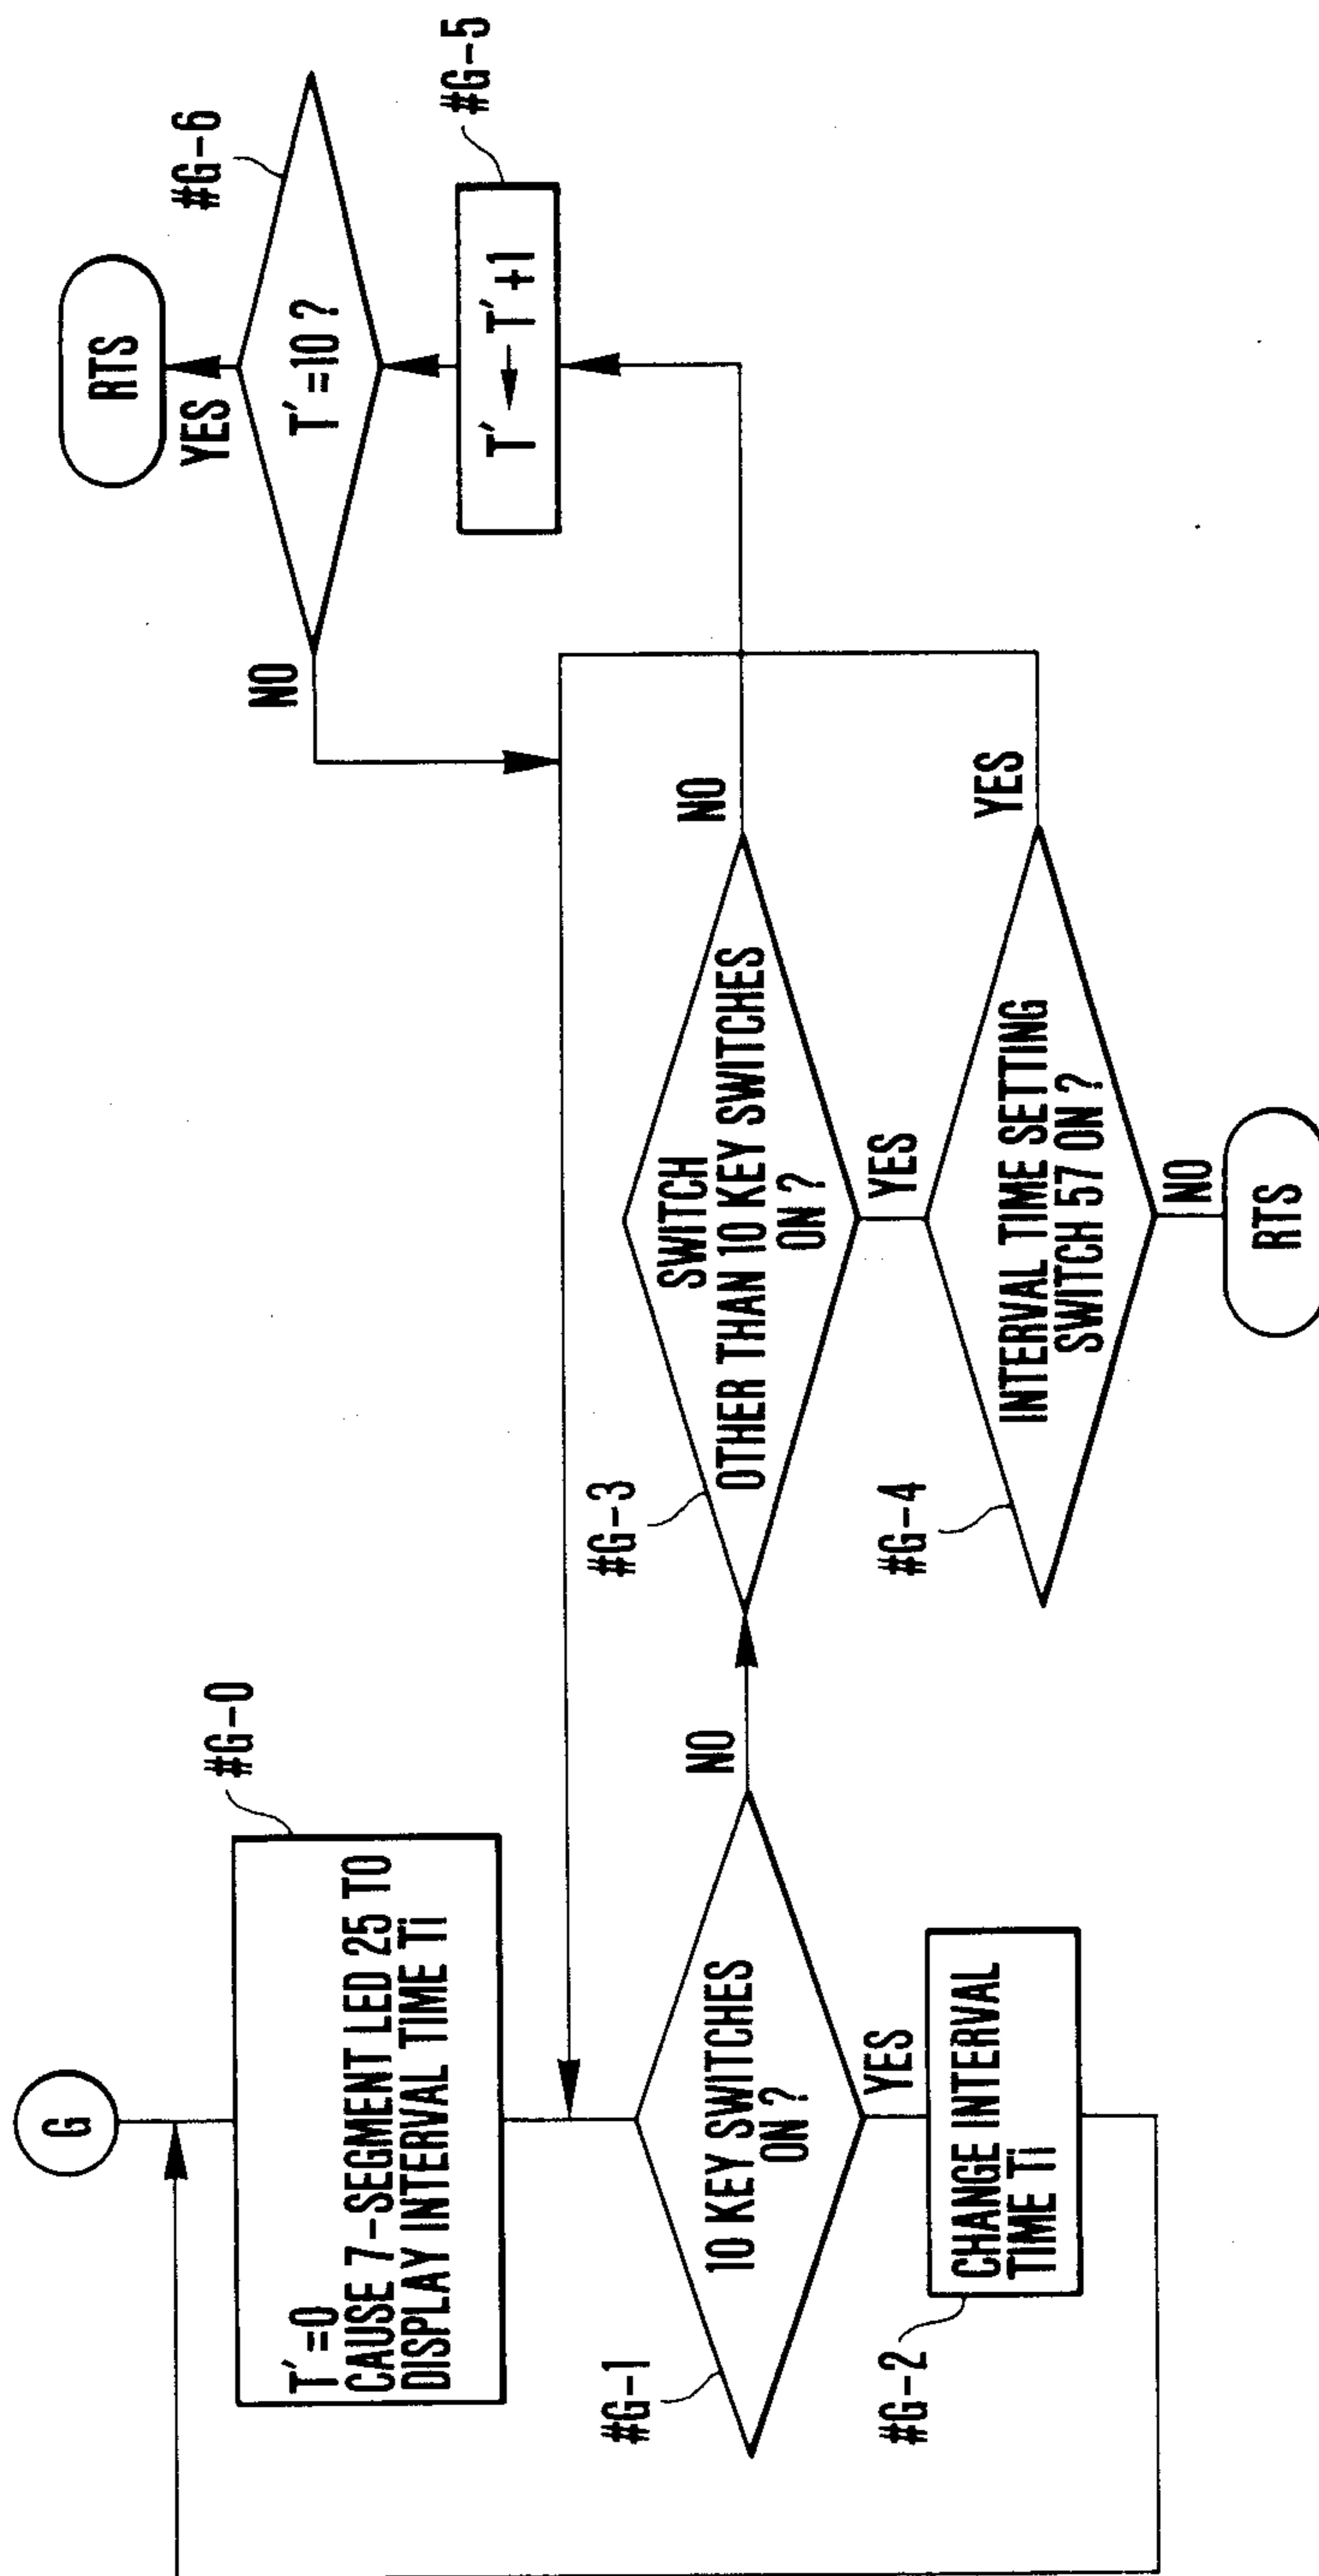 G
#G-0
T'=0
CAUSE 7-SEGMENT LED 25 TO
DISPLAY INTERVAL TIME Ti
#G-1
10 KEY SWITCHES
ON ?
NO
YES
#G-2
CHANGE INTERVAL
TIME Ti
#G-3
SWITCH
OTHER THAN 10 KEY SWITCHES
ON ?
NO
YES
#G-4
INTERVAL TIME SETTING
SWITCH 57 ON ?
YES
NO
RTS
#G-5
T' ← T'+1
#G-6
T'=10 ?
NO
YES
RTS